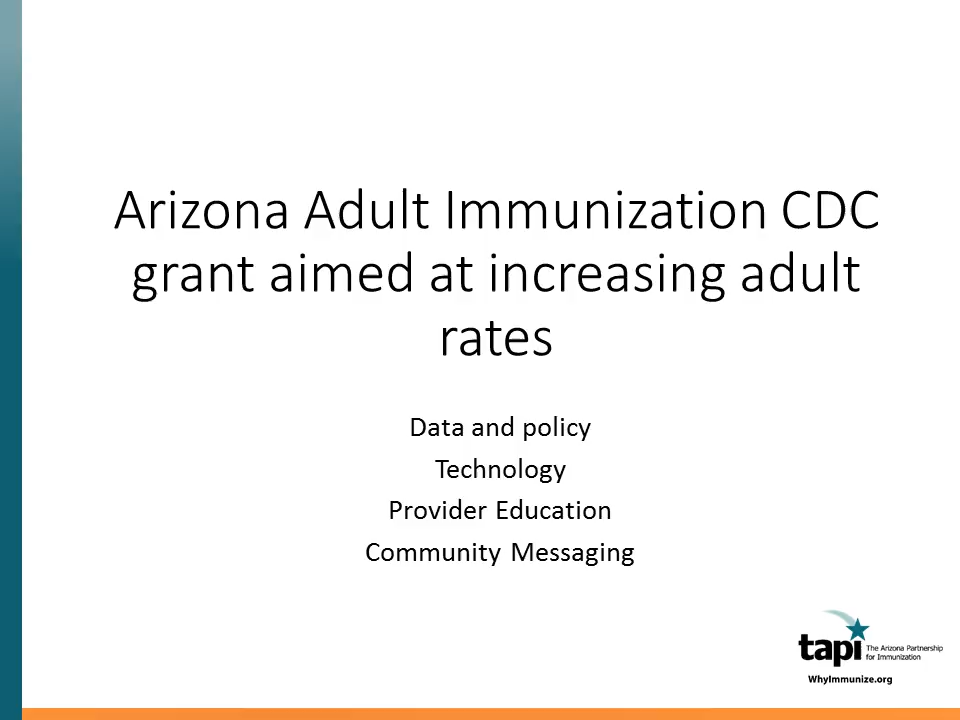 Arizona Adult Immunization CDC
grant aimed at increasing adult
rates
Data and policy
Technology
Provider Education
Community Messaging
tapi The Arizona Partnership
for Immunization
WhyImmunize.org